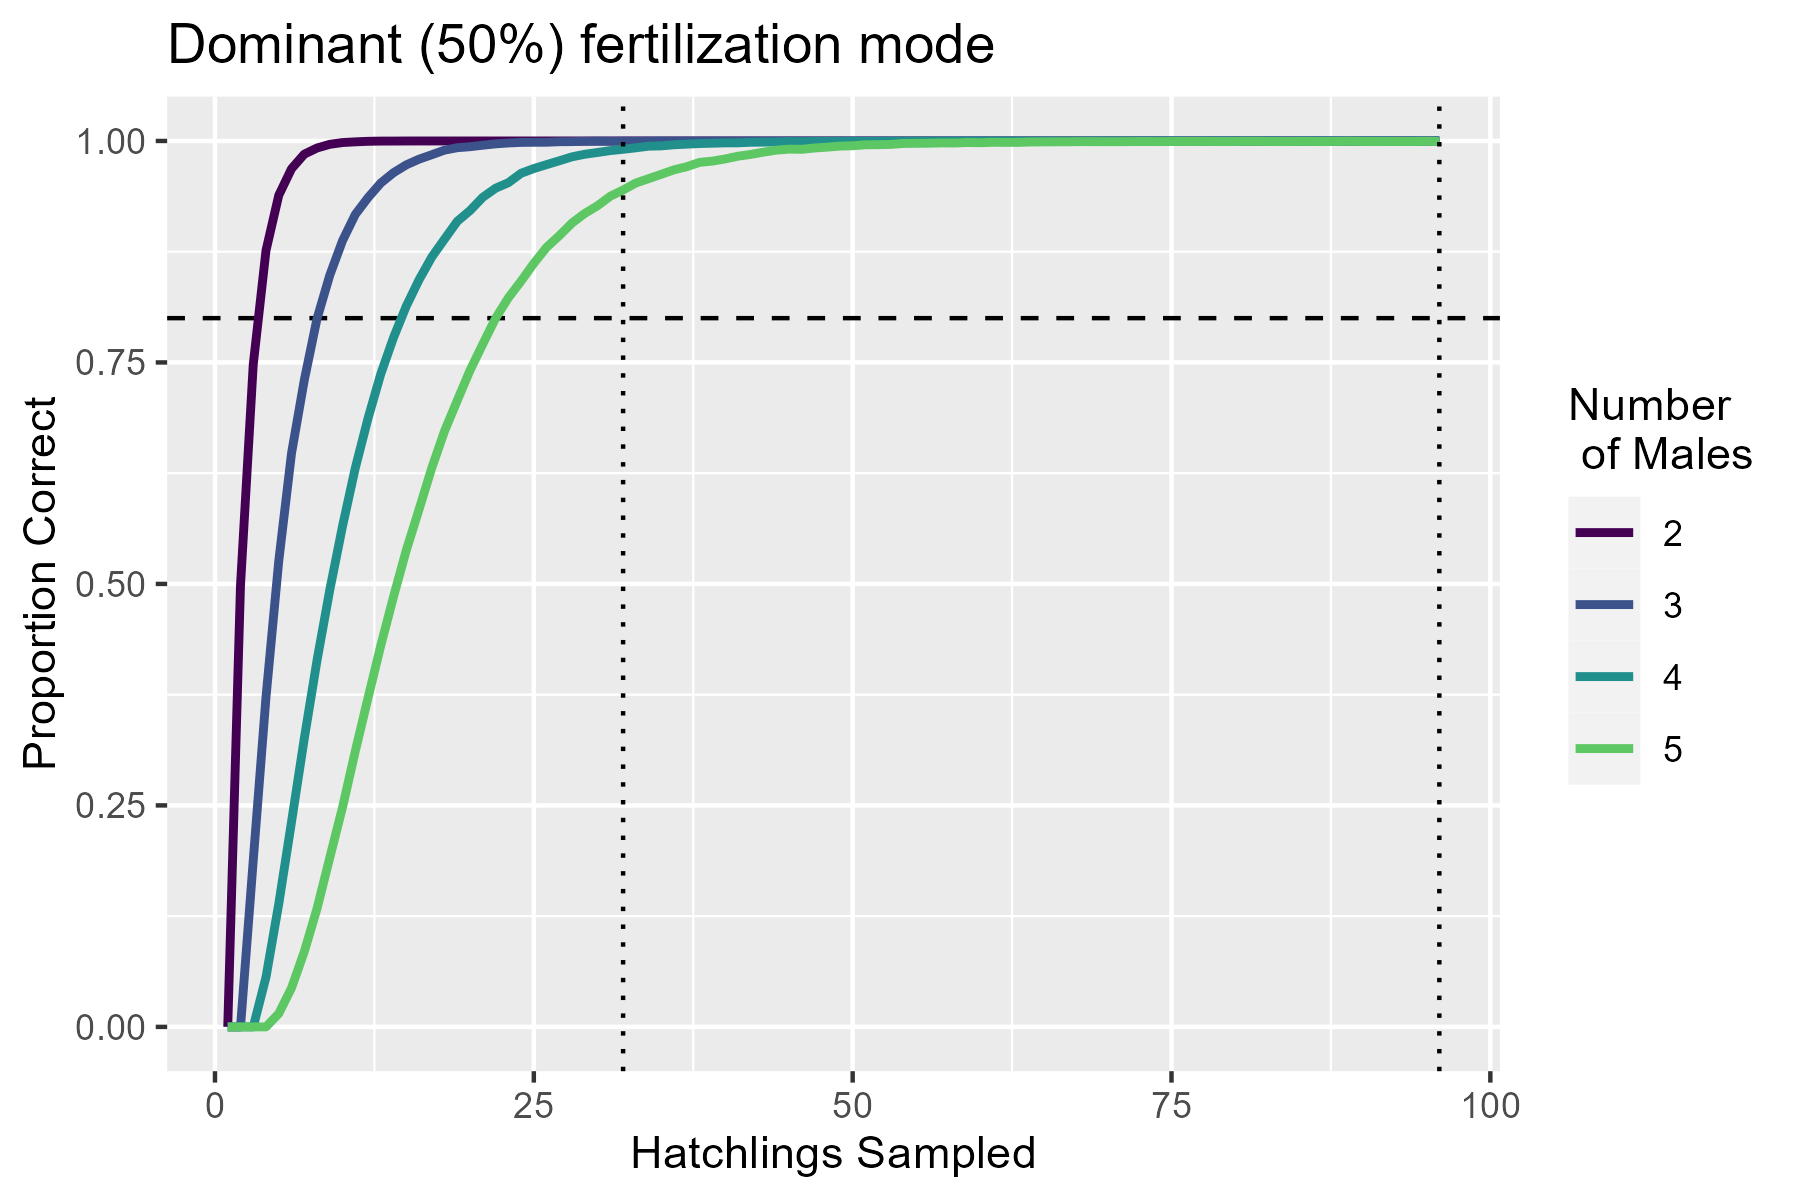 Dominant (50%) fertilization mode
Proportion Correct
1.00
0.75
0.50
0.25
0.00
0
25
50
75
100
Hatchlings Sampled
Number
of Males
2
3
4
5